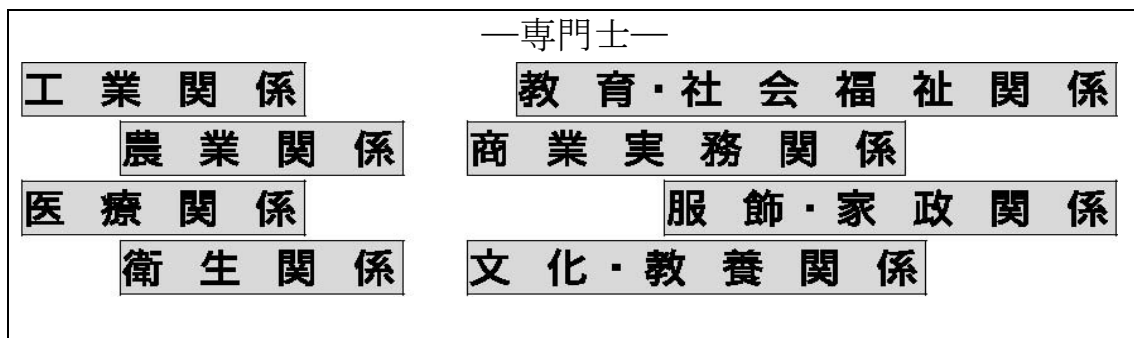 ―専門士―
工業関係
教育・社会福祉関係
農業関係
商業実務関係
医療関係
服飾・家政関係
衛生関係
文化・教養関係